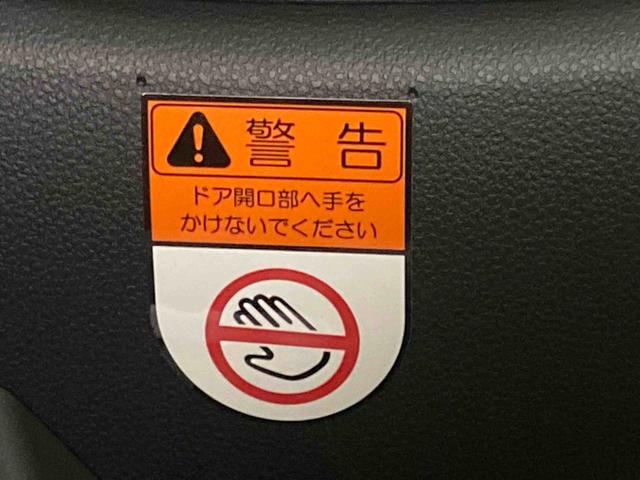 警告
ドア開口部へ手を
かけないでください